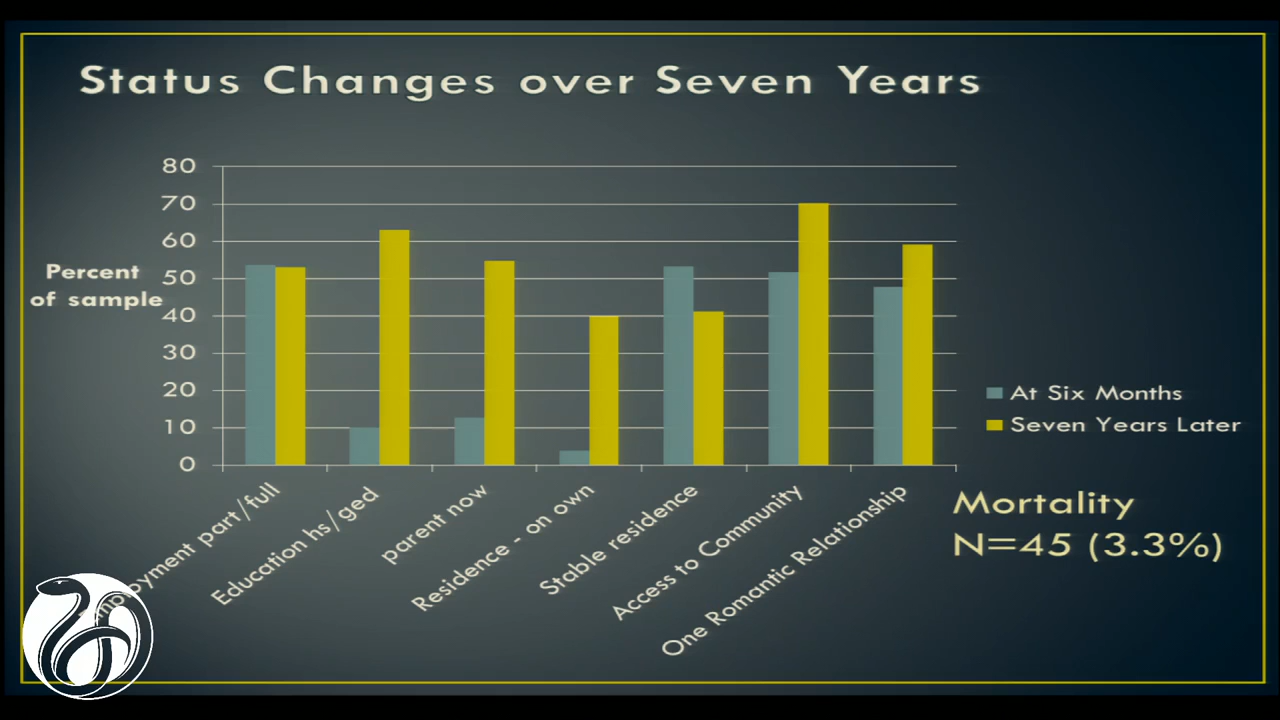 Status Changes over Seven Years
Percent
of sample
80
70
60
50
40
30
20
10
0
Employment part/full
Education hs/ged
parent now
Residence - on own
Stable residence
Access to Community
One Romantic Relationship
At Six Months
Seven Years Later
Mortality
N=45 (3.3%)